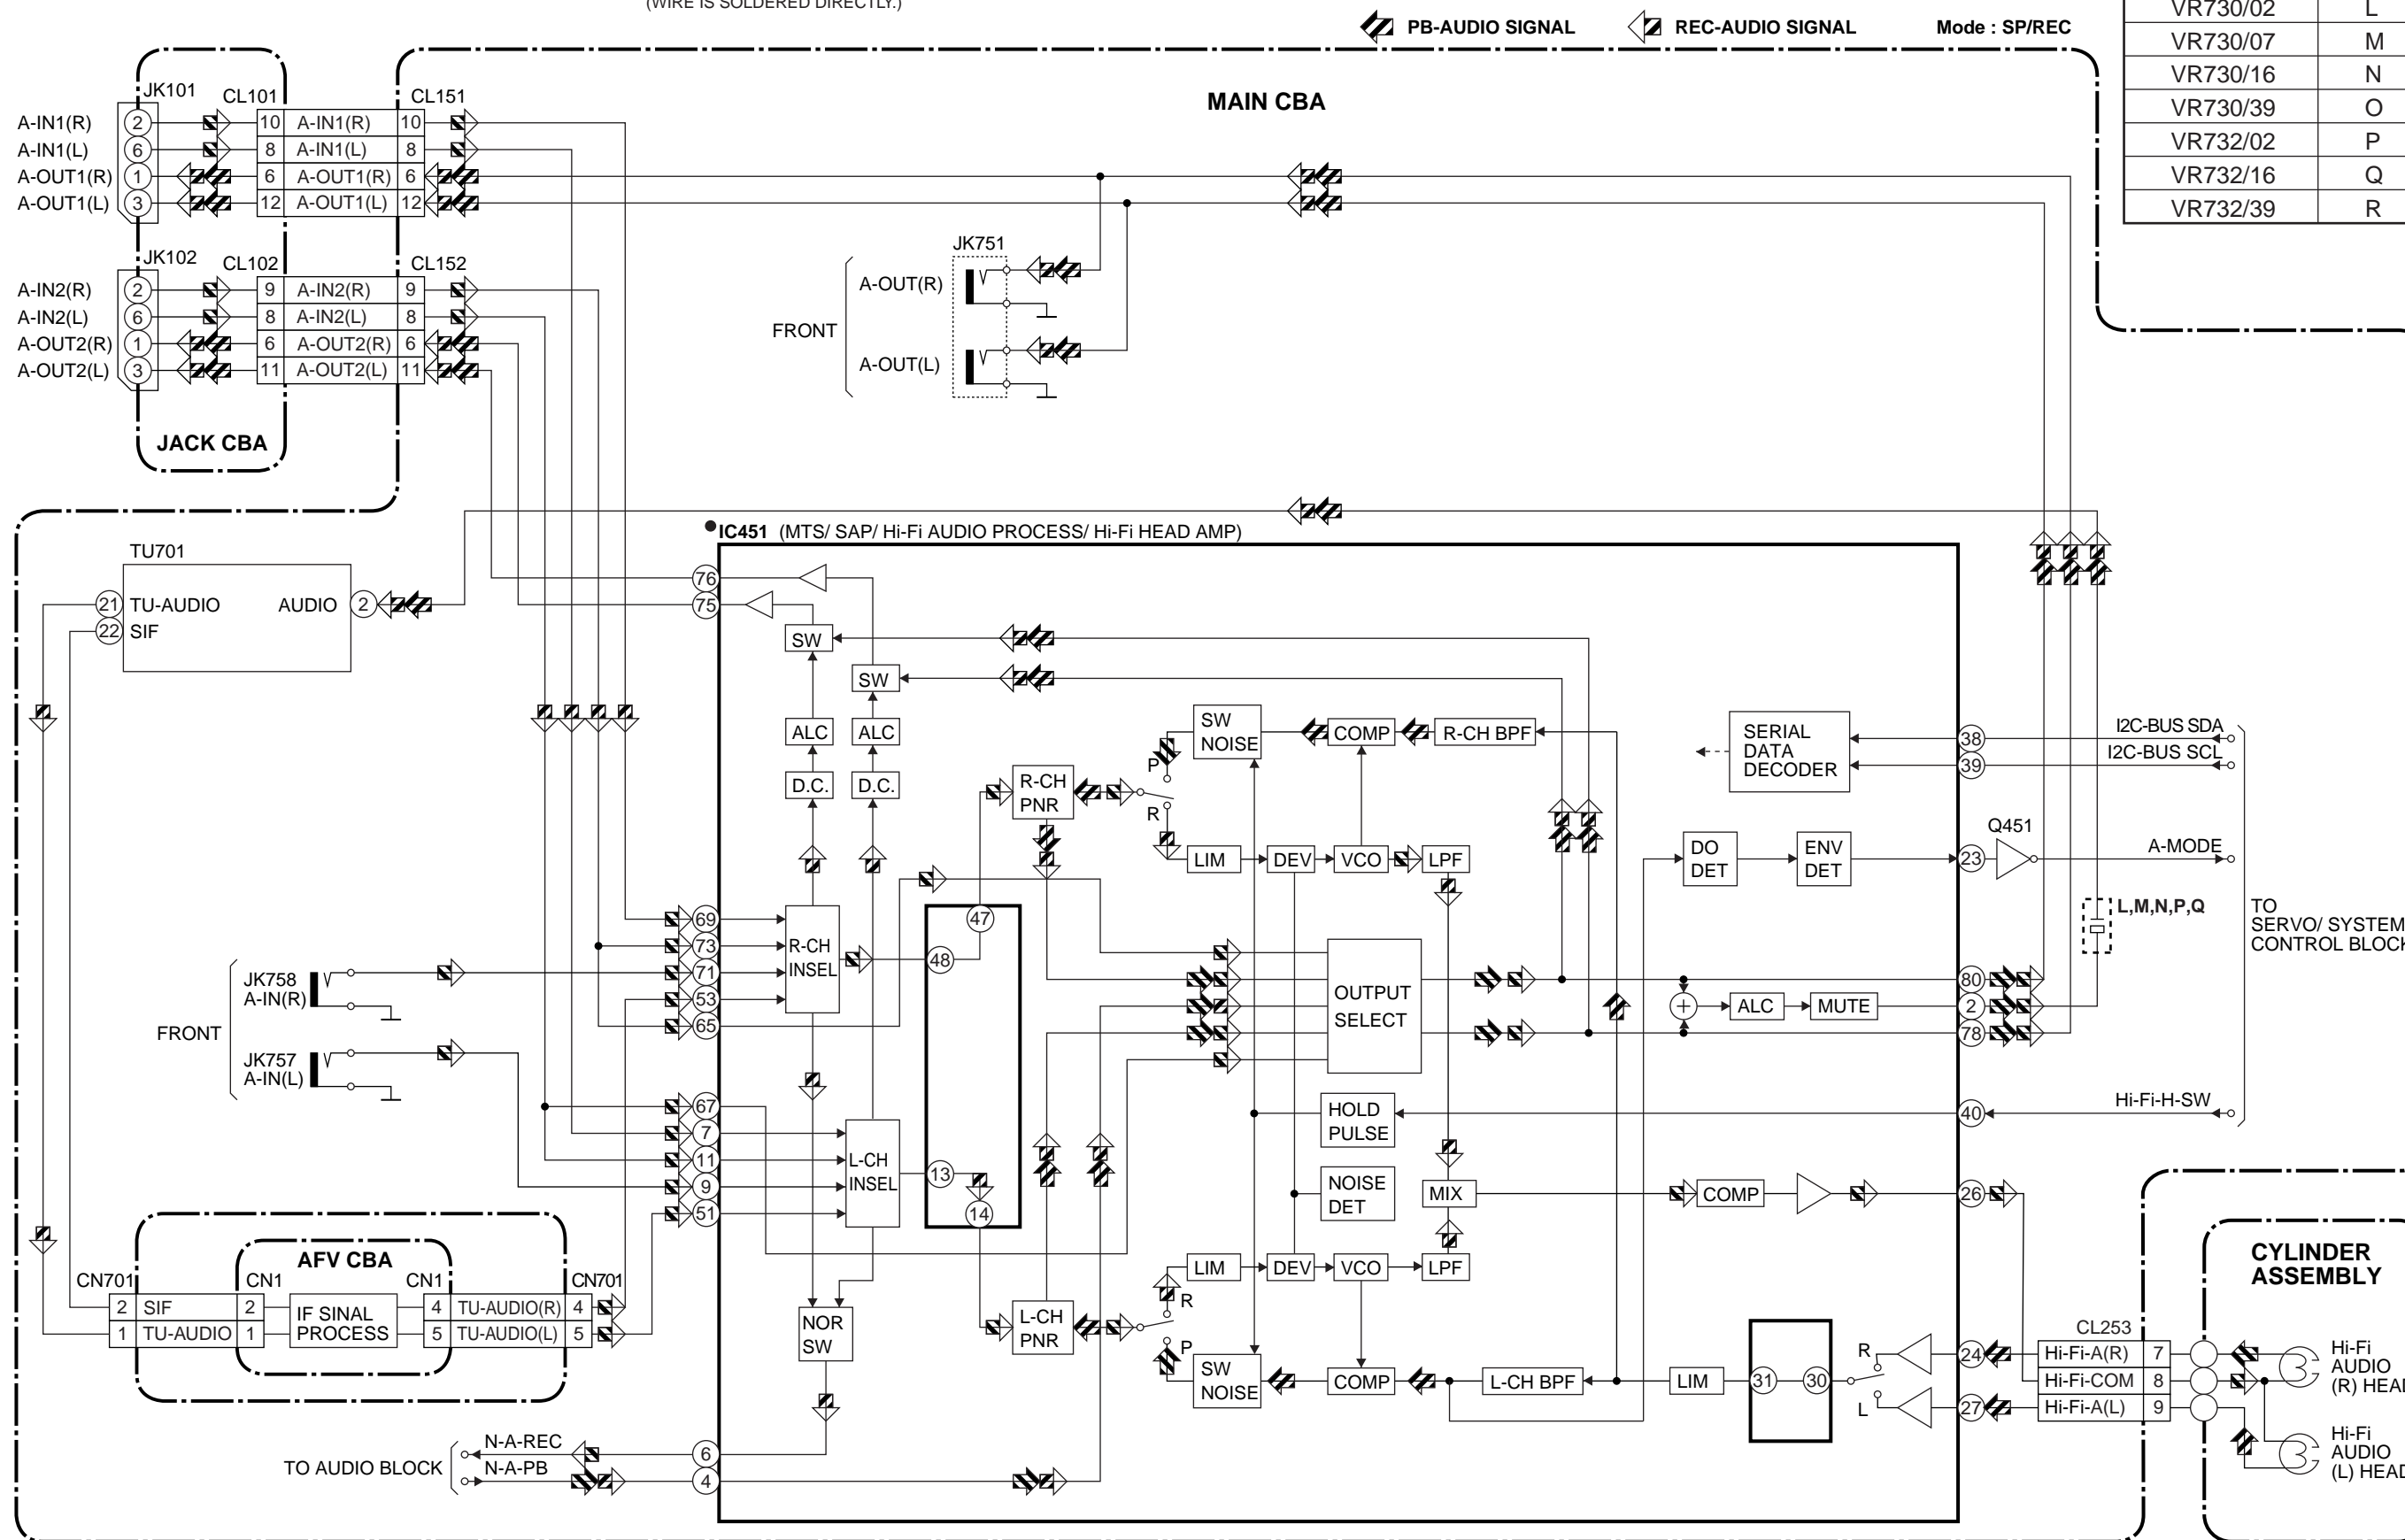 (WIRE IS SOLDERED DIRECTLY.)
PB-AUDIO SIGNAL
REC-AUDIO SIGNAL
Mode : SP/REC
VR730/02 L
VR730/07 M
VR730/16 N
VR730/39 O
VR732/02 P
VR732/16 Q
VR732/39 R
MAIN CBA
JK101
CL101
CL151
A-IN1(R) 2 10 A-IN1(R) 10
A-IN1(L) 6 8 A-IN1(L) 8
A-OUT1(R) 1 6 A-OUT1(R) 6
A-OUT1(L) 3 12 A-OUT1(L) 12
JK102
CL102
CL152
A-IN2(R) 2 9 A-IN2(R) 9
A-IN2(L) 6 8 A-IN2(L) 8
A-OUT2(R) 1 6 A-OUT2(R) 6
A-OUT2(L) 3 11 A-OUT2(L) 11
JACK CBA
JK751
A-OUT(R)
FRONT
A-OUT(L)
IC451 (MTS/ SAP/ Hi-Fi AUDIO PROCESS/ Hi-Fi HEAD AMP)
TU701
21 TU-AUDIO AUDIO 2
22 SIF
76
75
SW
SW
ALC
ALC
D.C.
D.C.
SW
NOISE
COMP
R-CH BPF
P
R
R-CH
PNR
LIM
DEV
VCO
LPF
SERIAL
DATA
DECODER
38
39
I2C-BUS SDA
I2C-BUS SCL
DO
DET
ENV
DET
23
Q451
A-MODE
L,M,N,P,Q
TO
SERVO/ SYSTEM
69
73
71
53
65
R-CH
INSEL
47
48
JK758
A-IN(R)
FRONT
JK757
A-IN(L)
OUTPUT
SELECT
+
ALC
MUTE
80
2
78
67
7
11
9
51
L-CH
INSEL
13
14
HOLD
PULSE
40
Hi-Fi-H-SW
NOISE
DET
MIX
COMP
26
LIM
DEV
VCO
LPF
R
P
L-CH
PNR
SW
NOISE
COMP
L-CH BPF
LIM
31
30
R
L
24
27
NOR
SW
AFV CBA
CN701
CN1
CN1
CN701
2 SIF 2
1 TU-AUDIO 1
IF SINAL
PROCESS
4 TU-AUDIO(R) 4
5 TU-AUDIO(L) 5
TO AUDIO BLOCK
N-A-REC
N-A-PB
6
4
CYLINDER
ASSEMBLY
CL253
Hi-Fi-A(R) 7
Hi-Fi-COM 8
Hi-Fi-A(L) 9
Hi-Fi
AUDIO
(R)
Hi-Fi
AUDIO
(L)
CONTROL